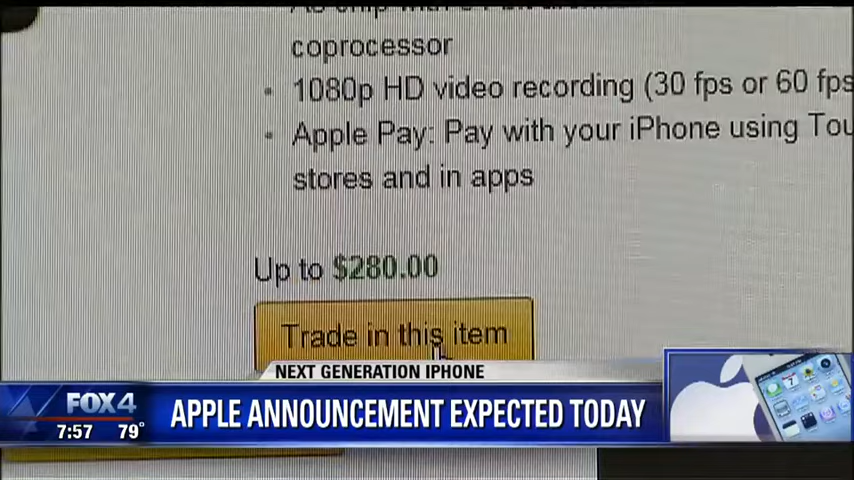 coprocessor
1080p HD video recording (30 fps or 60 fps
Apple Pay: Pay with your iPhone using Tou
stores and in apps
Up to $280.00
Trade in this item
NEXT GENERATION IPHONE
FOX 4
APPLE ANNOUNCEMENT EXPECTED TODAY
7:57 79°